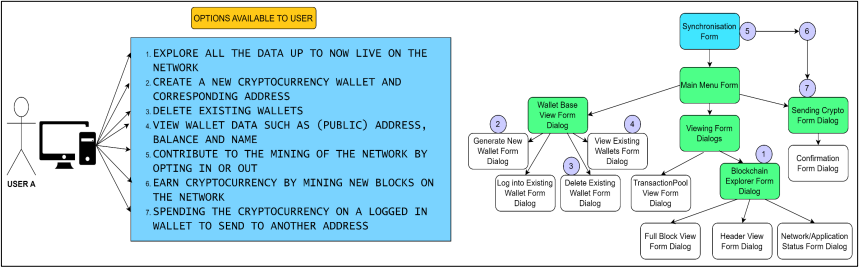 OPTIONS AVAILABLE TO USER
1. EXPLORE ALL THE DATA UP TO NOW LIVE ON THE
NETWORK
2. CREATE A NEW CRYPTOCURRENCY WALLET AND
CORRESPONDING ADDRESS
3. DELETE EXISTING WALLETS
4. VIEW WALLET DATA SUCH AS (PUBLIC) ADDRESS,
BALANCE AND NAME
5. CONTRIBUTE TO THE MINING OF THE NETWORK BY
OPTING IN OR OUT
6. EARN CRYPTOCURRENCY BY MINING NEW BLOCKS ON
THE NETWORK
7. SPENDING THE CRYPTOCURRENCY ON A LOGGED IN
WALLET TO SEND TO ANOTHER ADDRESS
USER A
Synchronisation
Form
5
6
7
Main Menu Form
Wallet Base
View Form
Dialog
Sending Crypto
Form Dialog
Viewing Form
Dialogs
2
4
Generate New
Wallet Form
Dialog
View Existing
Wallets Form
Dialog
3
1
Confirmation
Form Dialog
Log into Existing
Wallet Form
Dialog
Delete Existing
Wallet Form
Dialog
TransactionPool
View Form
Dialog
Blockchain
Explorer Form
Dialog
Full Block View
Form Dialog
Header View
Form Dialog
Network/Application
Status Form Dialog